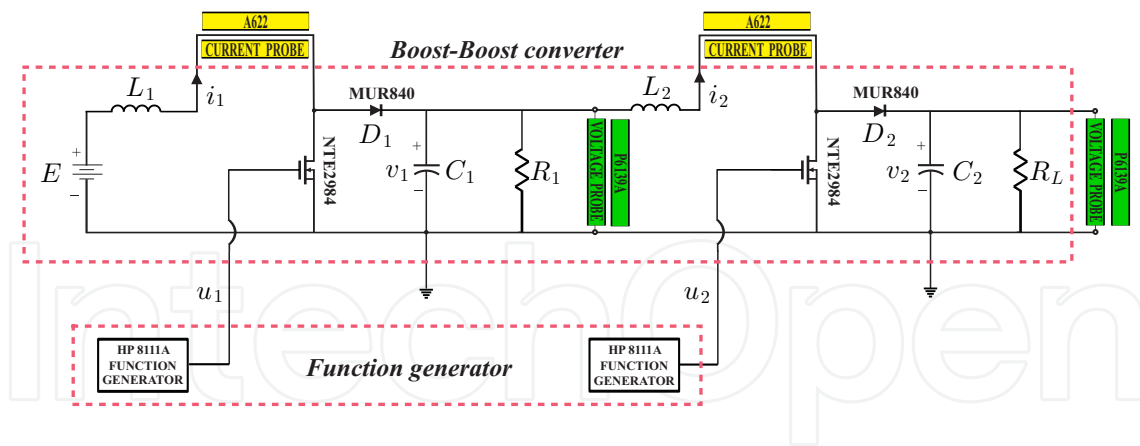 A622
CURRENT PROBE
A622
CURRENT PROBE
Boost-Boost converter
L1
i1
MUR840
D1
L2
i2
MUR840
D2
E
+
−
NTE2984
+
v1
−
C1
R1
VOLTAGE PROBE
P6139A
NTE2984
+
v2
−
C2
RL
VOLTAGE PROBE
P6139A
u1
u2
HP 8111A
FUNCTION
GENERATOR
Function generator
HP 8111A
FUNCTION
GENERATOR
IntechOpen